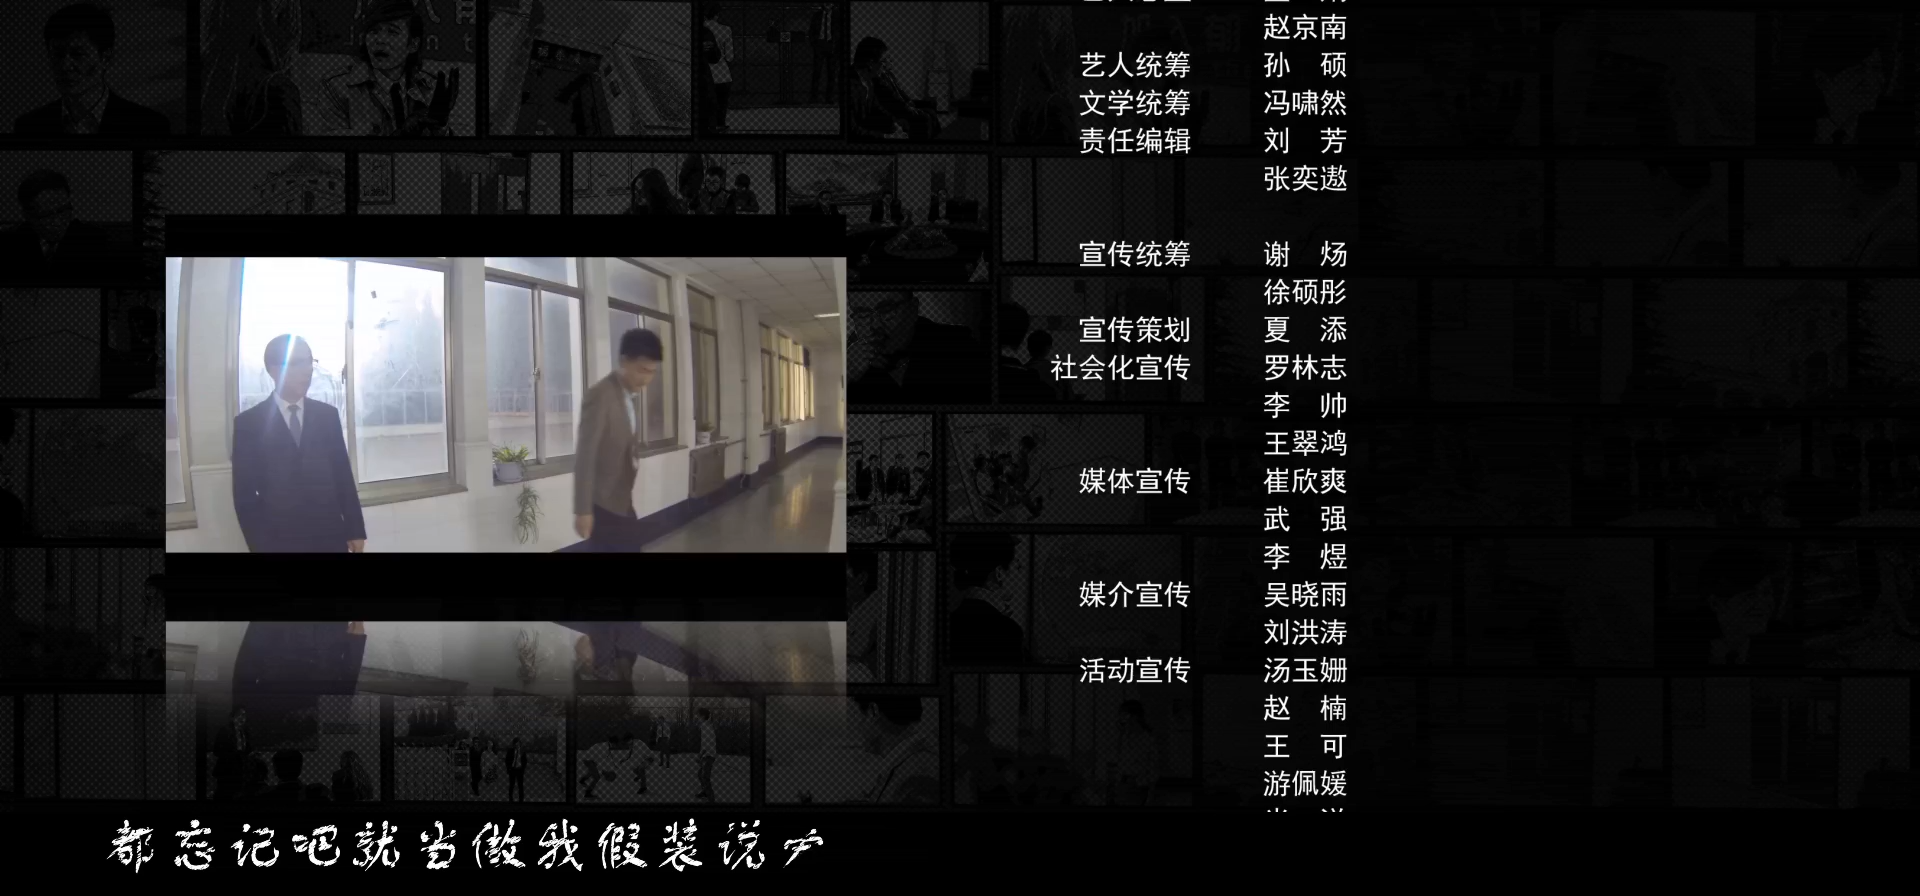 赵京南
艺人统筹 孙 硕
文学统筹 冯啸然
责任编辑 刘 芳
张奕遨
宣传统筹 谢 炀
徐硕彤
宣传策划 夏 添
社会化宣传 罗林志
李 帅
王翠鸿
媒体宣传 崔欣爽
武 强
李 煜
媒介宣传 吴晓雨
刘洪涛
活动宣传 汤玉姗
赵 楠
王 可
游佩媛
都忘记吧就当做我假装说